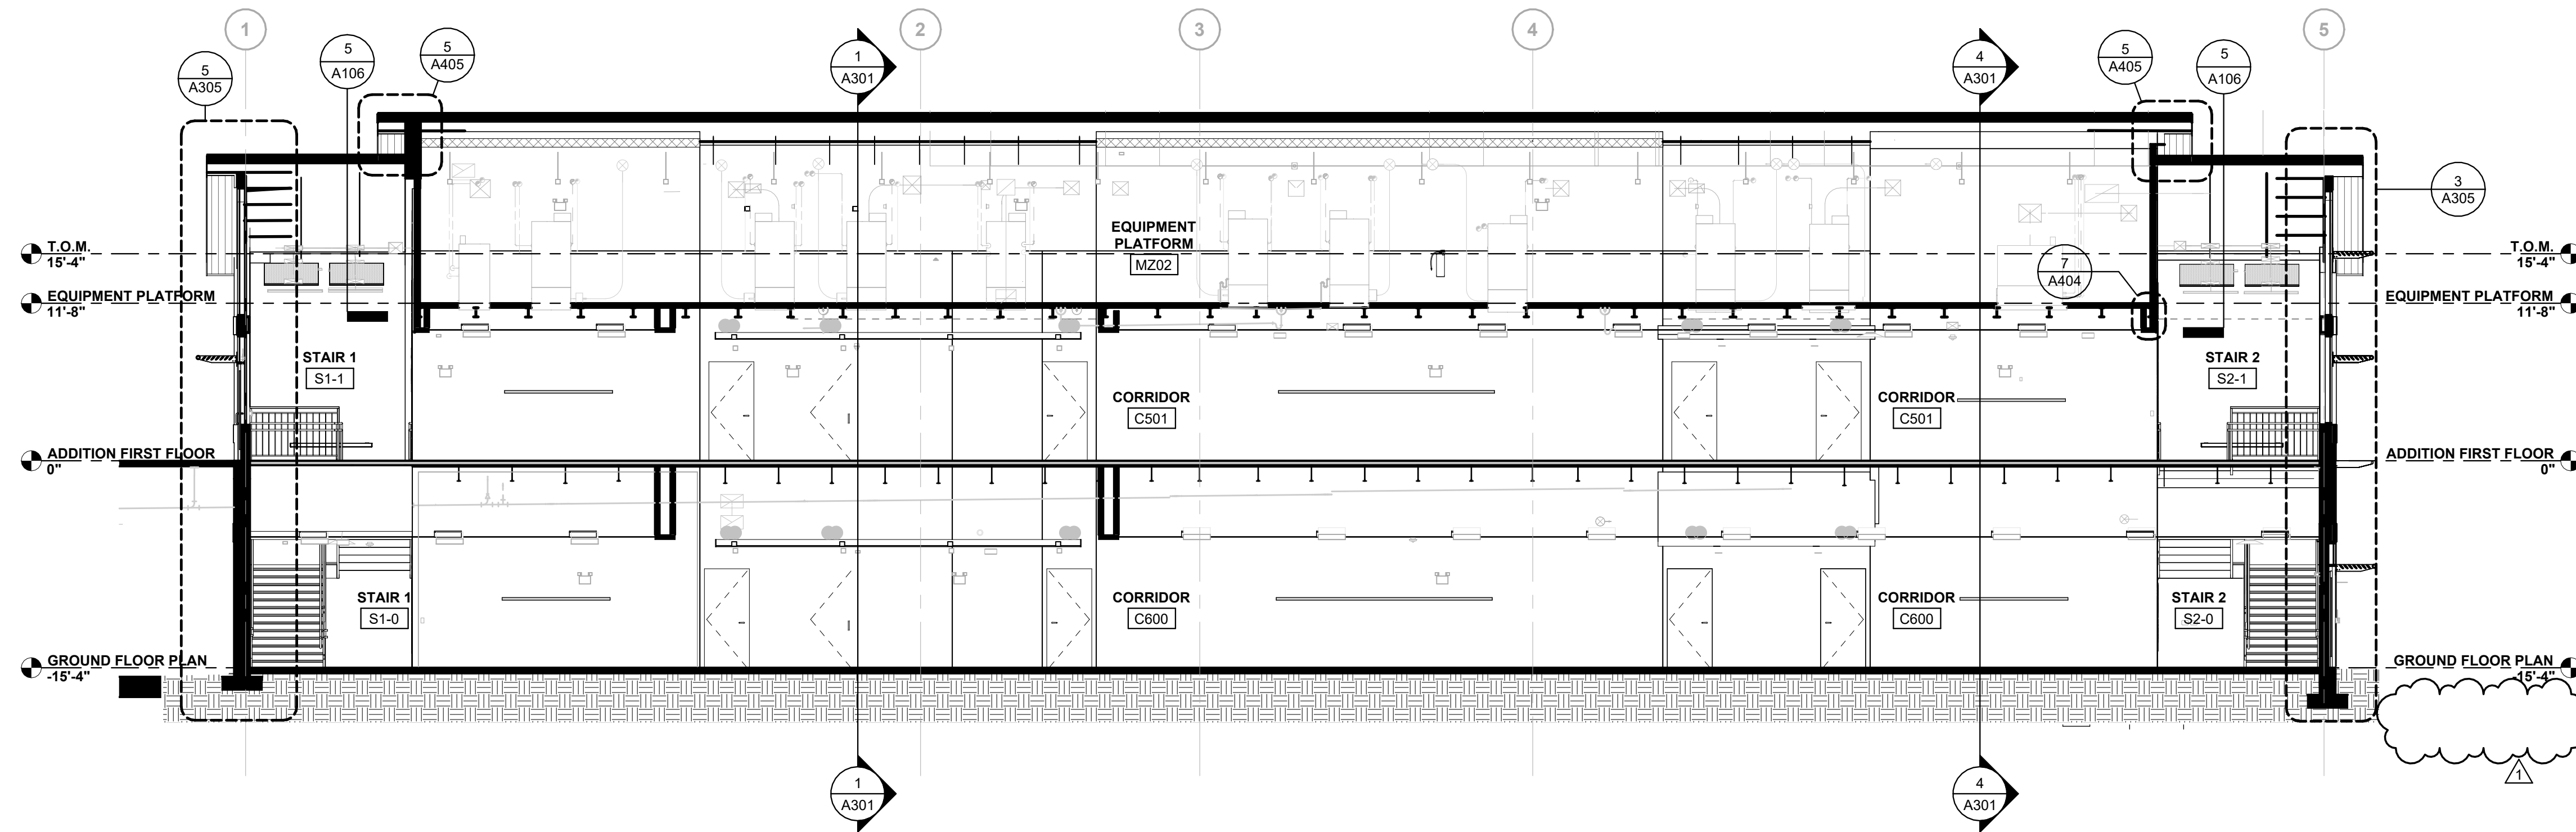 1
2
3
4
5
5
A305
5
A106
5
A405
1
A301
4
A301
5
A405
5
A106
3
A305
7
A404
T.O.M.
15'-4"
EQUIPMENT PLATFORM
11'-8"
ADDITION FIRST FLOOR
0"
GROUND FLOOR PLAN
-15'-4"
EQUIPMENT
PLATFORM
MZ02
STAIR 1
S1-1
CORRIDOR
C501
CORRIDOR
C501
STAIR 2
S2-1
STAIR 1
S1-0
CORRIDOR
C600
CORRIDOR
C600
STAIR 2
S2-0
T.O.M.
15'-4"
EQUIPMENT PLATFORM
11'-8"
ADDITION FIRST FLOOR
0"
GROUND FLOOR PLAN
-15'-4"
1
A301
4
A301
1